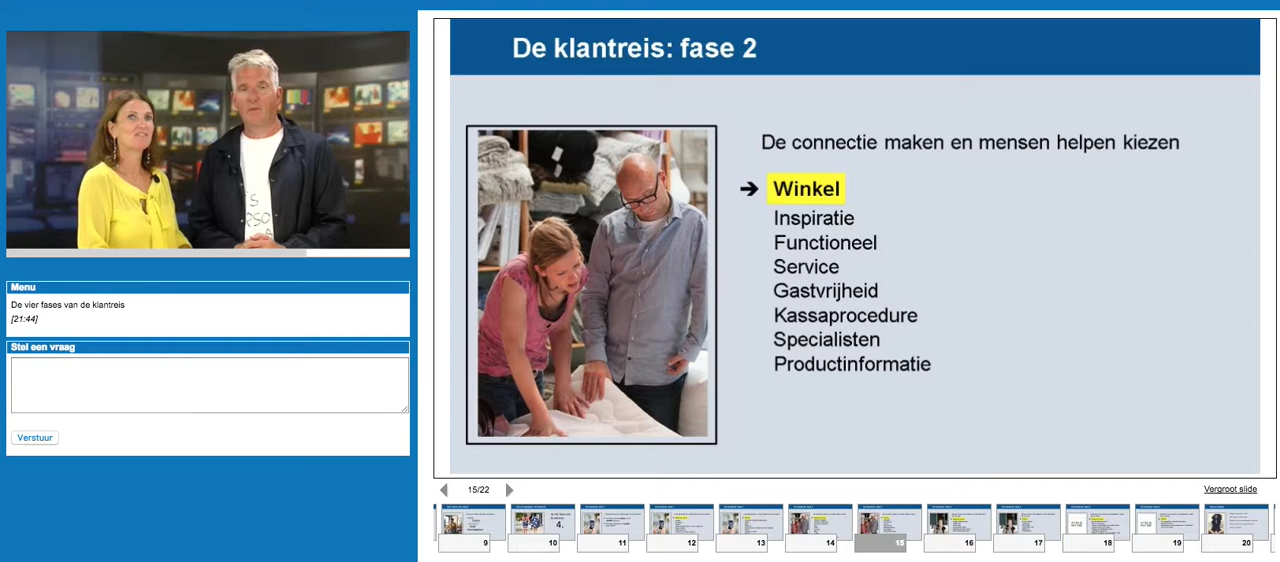 De klantreis: fase 2
De connectie maken en mensen helpen kiezen
➔ Winkel
Inspiratie
Functioneel
Service
Gastvrijheid
Kassaprocedure
Specialisten
Productinformatie
Menu
De vier fases van de klantreis
[21:44]
Stel een vraag
Verstuur
15/22
Vergroot slide
9
10
11
12
13
14
15
16
17
18
19
20